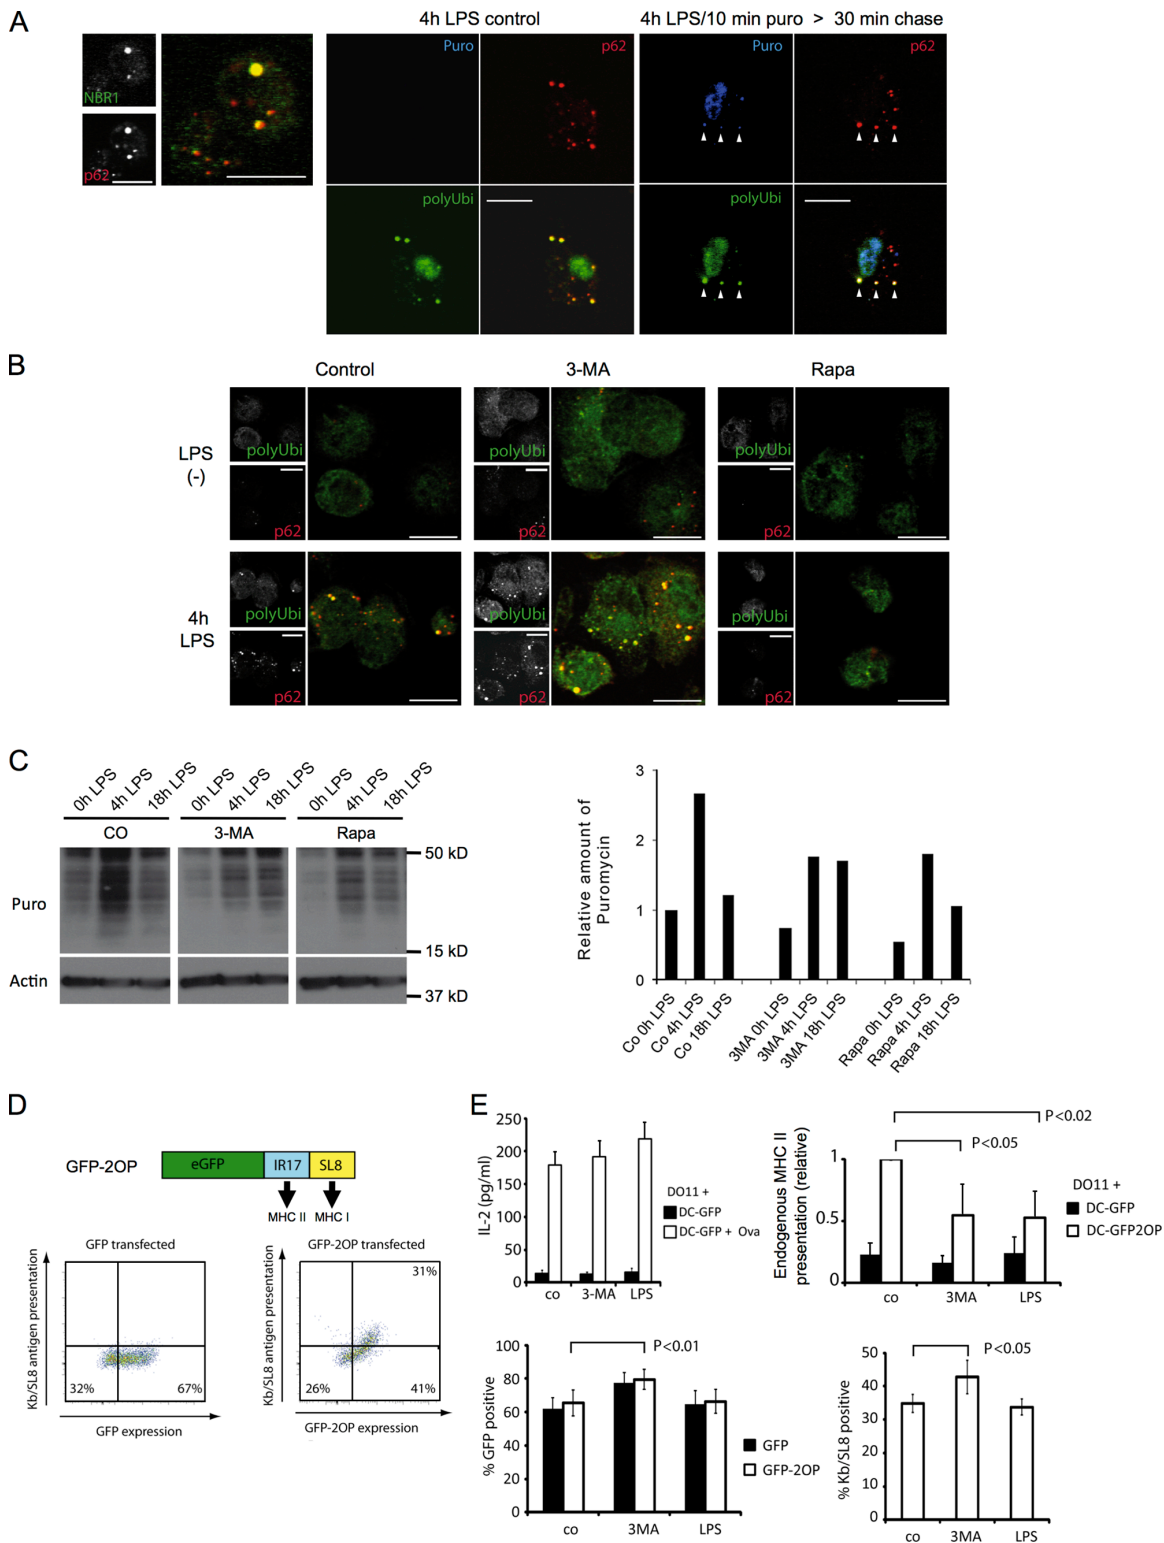 A
4h LPS control
4h LPS/10 min puro > 30 min chase
NBR1
p62
Puro
p62
polyUbi
Puro
p62
polyUbi
B
Control
3-MA
Rapa
LPS
(-)
polyUbi
p62
polyUbi
p62
polyUbi
p62
4h
LPS
polyUbi
p62
polyUbi
p62
polyUbi
p62
C
0h LPS
4h LPS
18h LPS
0h LPS
4h LPS
18h LPS
0h LPS
4h LPS
18h LPS
CO
3-MA
Rapa
Puro
Actin
50 kD
15 kD
37 kD
Relative amount of
Puromycin
3
2
1
0
Co 0h LPS
Co 4h LPS
Co 18h LPS
3MA 0h LPS
3MA 4h LPS
3MA 18h LPS
Rapa 0h LPS
Rapa 4h LPS
Rapa 18h LPS
D
GFP-2OP
eGFP
IR17
SL8
MHC II
MHC I
GFP transfected
Kb/SL8 antigen presentation
32%
67%
GFP expression
GFP-2OP transfected
Kb/SL8 antigen presentation
31%
26%
41%
GFP-2OP expression
E
IL-2 (pg/ml)
250
200
150
100
50
0
co
3-MA
LPS
DO11 +
DC-GFP
DC-GFP + Ova
Endogenous MHC II
presentation (relative)
1
0.5
0
P<0.02
P<0.05
co
3MA
LPS
DO11 +
DC-GFP
DC-GFP2OP
% GFP positive
100
80
60
40
20
0
P<0.01
co
3MA
LPS
GFP
GFP-2OP
% Kb/SL8 positive
50
40
30
20
10
0
P<0.05
co
3MA
LPS